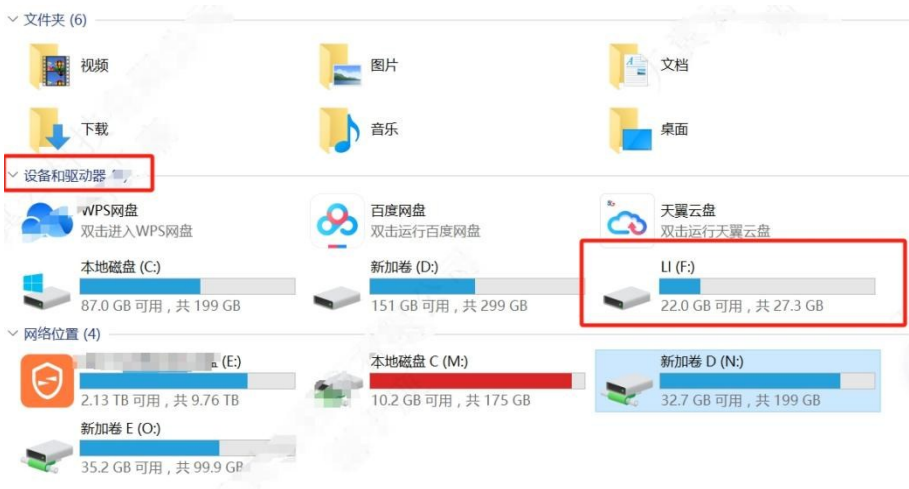 文件夹 (6)
视频
图片
文档
下载
音乐
桌面
设备和驱动器
WPS网盘
双击进入WPS网盘
百度网盘
双击运行百度网盘
天翼云盘
双击运行天翼云盘
本地磁盘 (C:)
87.0 GB 可用，共 199 GB
新加卷 (D:)
151 GB 可用，共 299 GB
LI (F:)
22.0 GB 可用，共 27.3 GB
网络位置 (4)
(E:)
2.13 TB 可用，共 9.76 TB
本地磁盘 C (M:)
10.2 GB 可用，共 175 GB
新加卷 D (N:)
32.7 GB 可用，共 199 GB
新加卷 E (O:)
35.2 GB 可用，共 99.9 GB